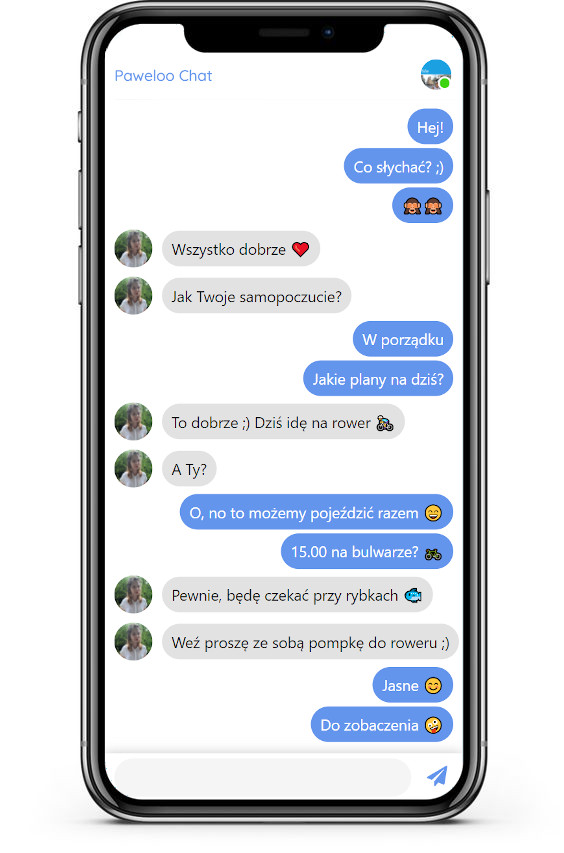 Paweloo Chat
Hej!
Co słychać? ;)
🙈🙈
Wszystko dobrze ❤️
Jak Twoje samopoczucie?
W porządku
Jakie plany na dziś?
To dobrze ;) Dziś idę na rower 🚴
A Ty?
O, no to możemy pojeździć razem 😄
15.00 na bulwarze? 🚲
Pewnie, będę czekać przy rybkach 🐟
Weź proszę ze sobą pompkę do roweru ;)
Jasne 😊
Do zobaczenia 🤪